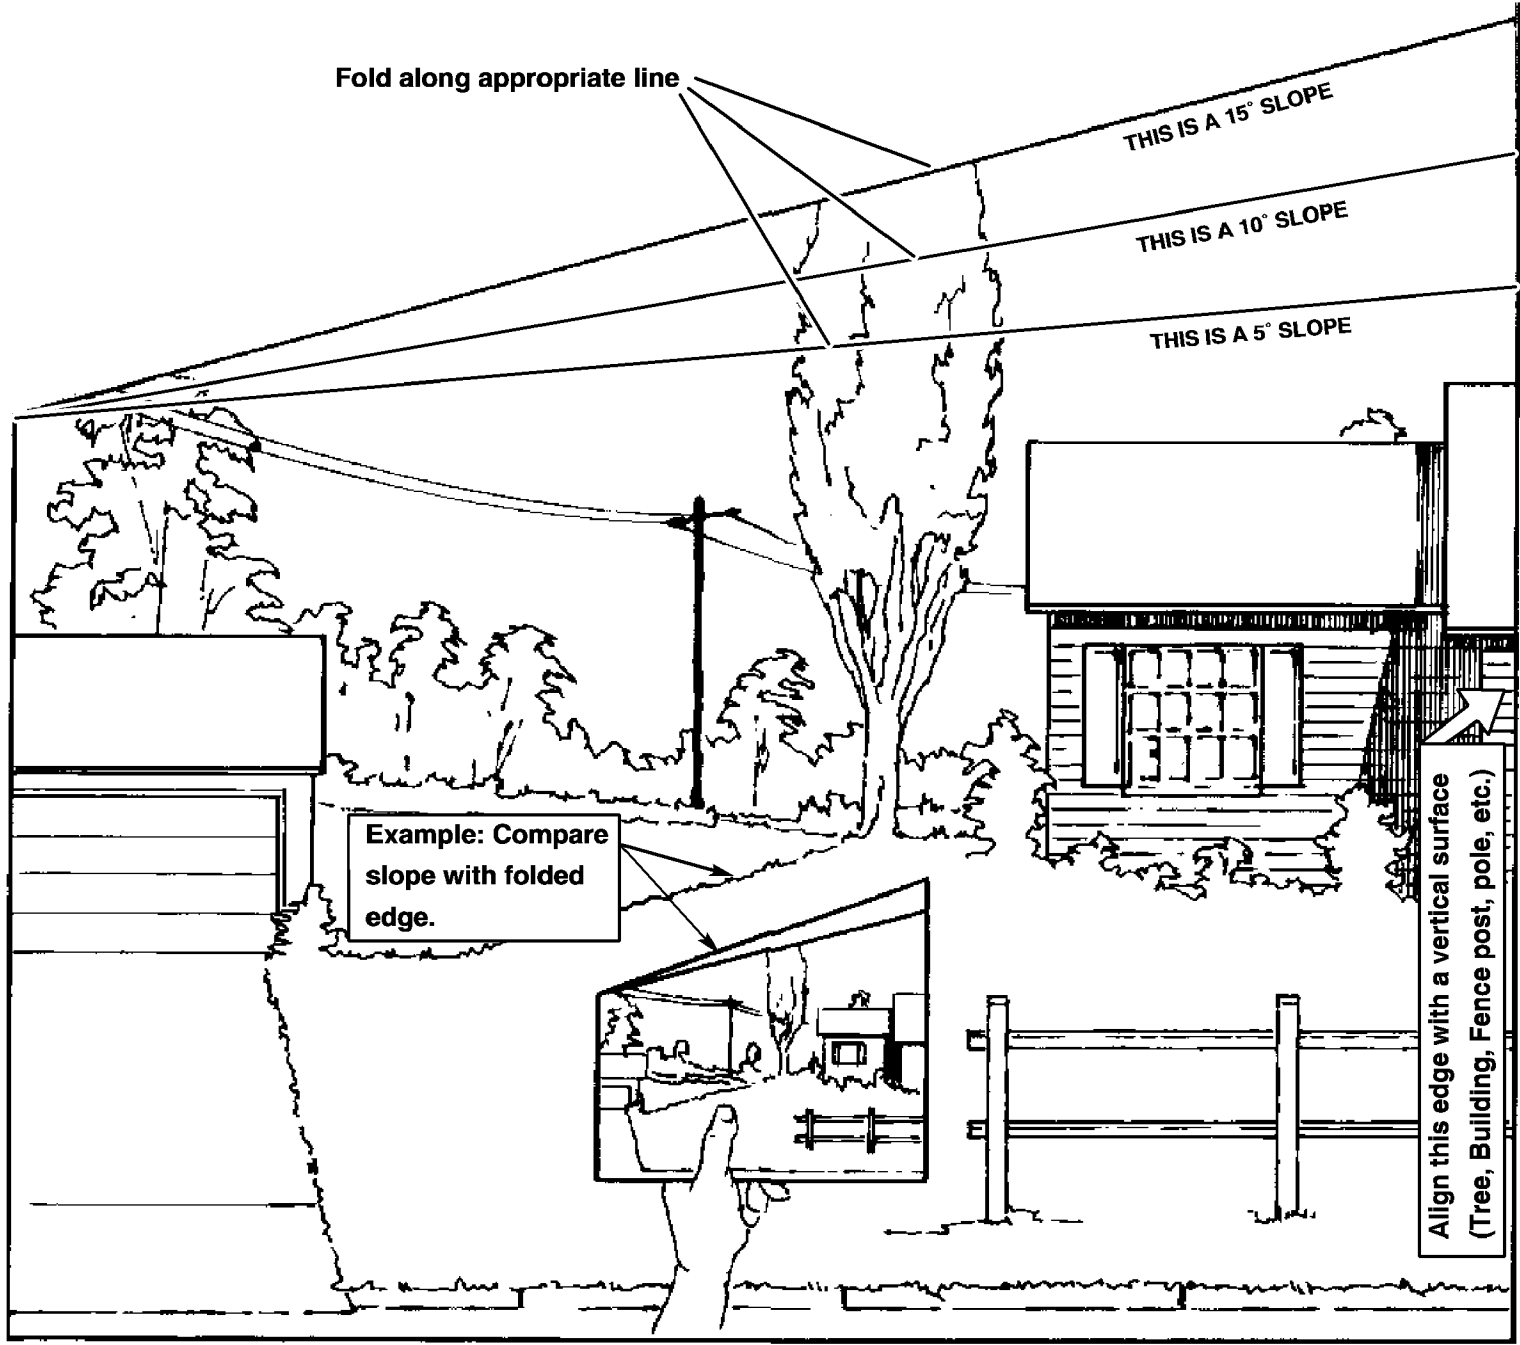 Fold along appropriate line
THIS IS A 15° SLOPE
THIS IS A 10° SLOPE
THIS IS A 5° SLOPE
Example: Compare
slope with folded
edge.
Align this edge with a vertical surface
(Tree, Building, Fence post, pole, etc.)